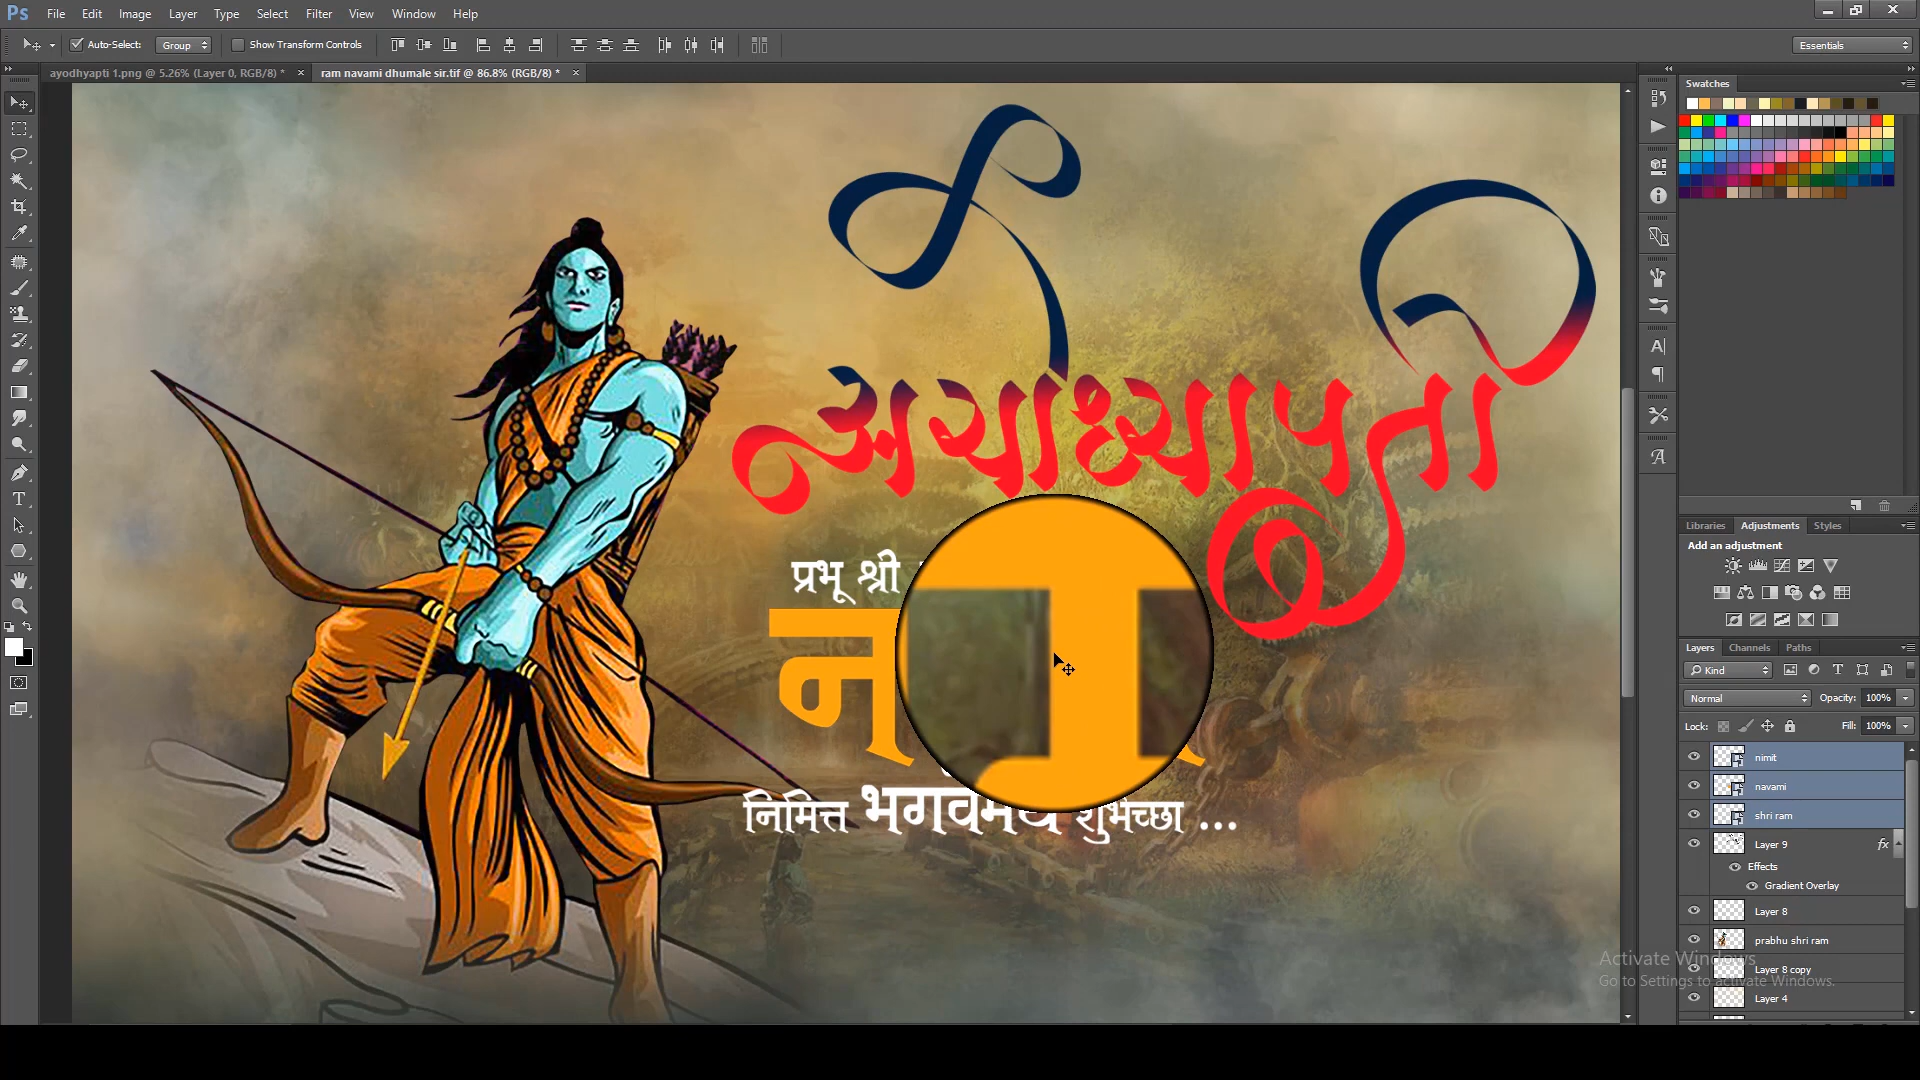 Ps File Edit Image Layer Type Select Filter View Window Help
Auto-Select: Group Show Transform Controls Essentials
ayodhyapti 1.png @ 5.26% (Layer 0, RGB/8) * × ram navami dhumale sir.tif @ 86.8% (RGB/8) * ×
Swatches
अयोध्यापती
प्रभू श्री
न
निमित्त भगवमय शुभेच्छा ...
Libraries Adjustments Styles
Add an adjustment
Layers Channels Paths
Kind
Normal Opacity: 100%
Lock: Fill: 100%
nimit
navami
shri ram
Layer 9 fx
Effects
Gradient Overlay
Layer 8
prabhu shri ram
Layer 8 copy
Layer 4
Activate Windows
Go to Settings to activate Windows.